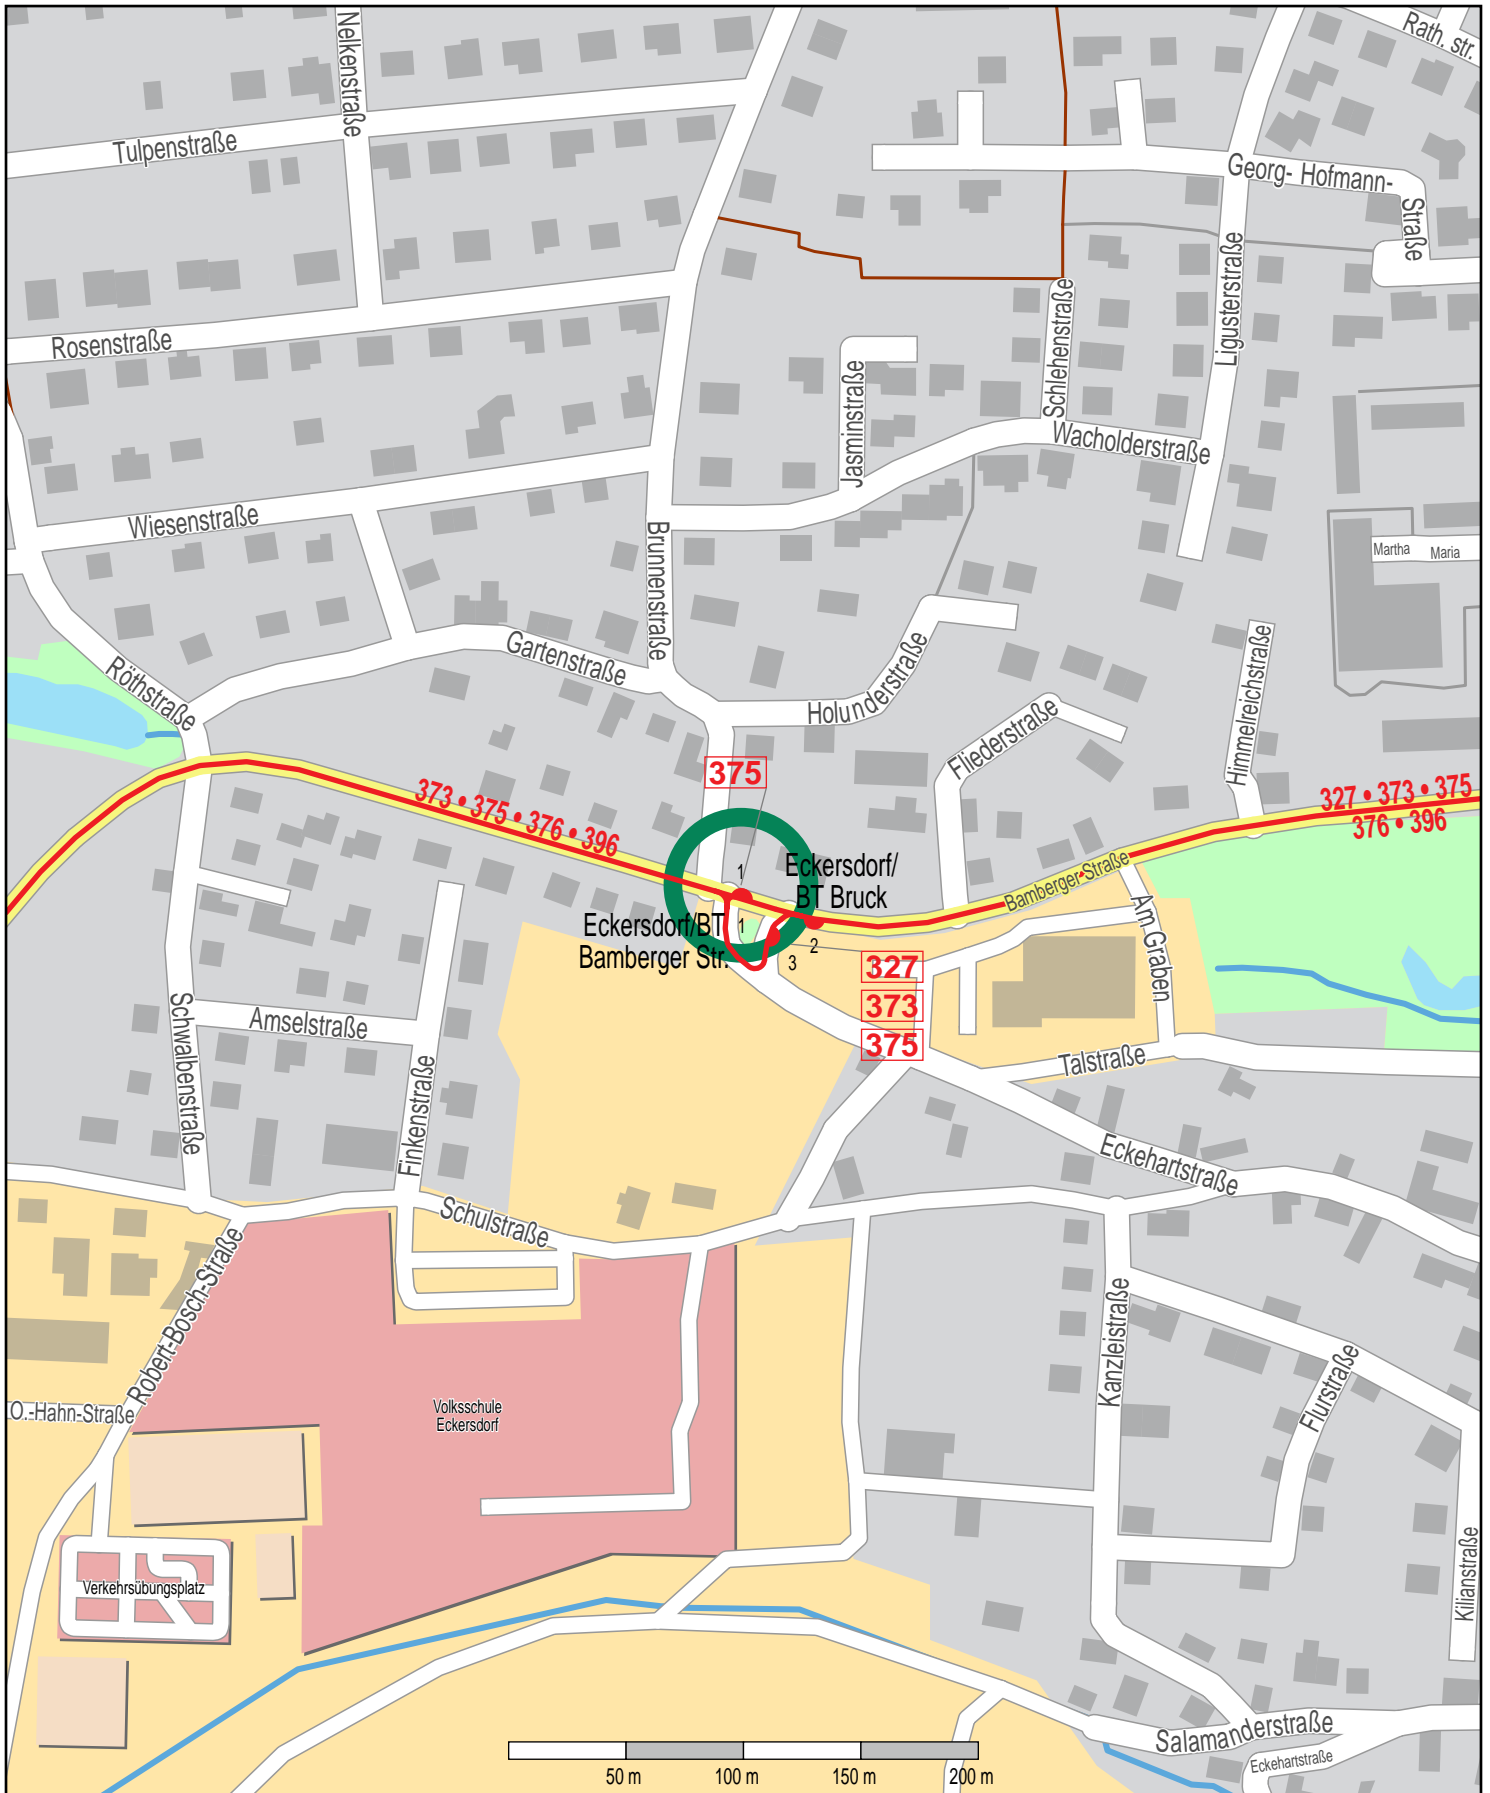 Nelkenstraße
Rath. str.
Tulpenstraße
Georg- Hofmann-
Straße
Rosenstraße
Ligusterstraße
Schlehenstraße
Jasminstraße
Wacholderstraße
Wiesenstraße
Brunnenstraße
Martha Maria
Gartenstraße
Röthstraße
Holunderstraße
Himmelreichstraße
Fliederstraße
375
373 • 375 • 376 • 396
327 • 373 • 375
376 • 396
Bamberger Straße
1
Eckersdorf/
BT Bruck
Eckersdorf/BT
Bamberger Str.
1
2
3
327
373
375
Am Graben
Schwalbenstraße
Amselstraße
Finkenstraße
Talstraße
Eckehartstraße
Schulstraße
Robert-Bosch-Straße
Kanzleistraße
Flurstraße
O.-Hahn-Straße
Volksschule
Eckersdorf
Kilianstraße
Verkehrsübungsplatz
Salamanderstraße
Eckehartstraße
50 m 100 m 150 m 200 m